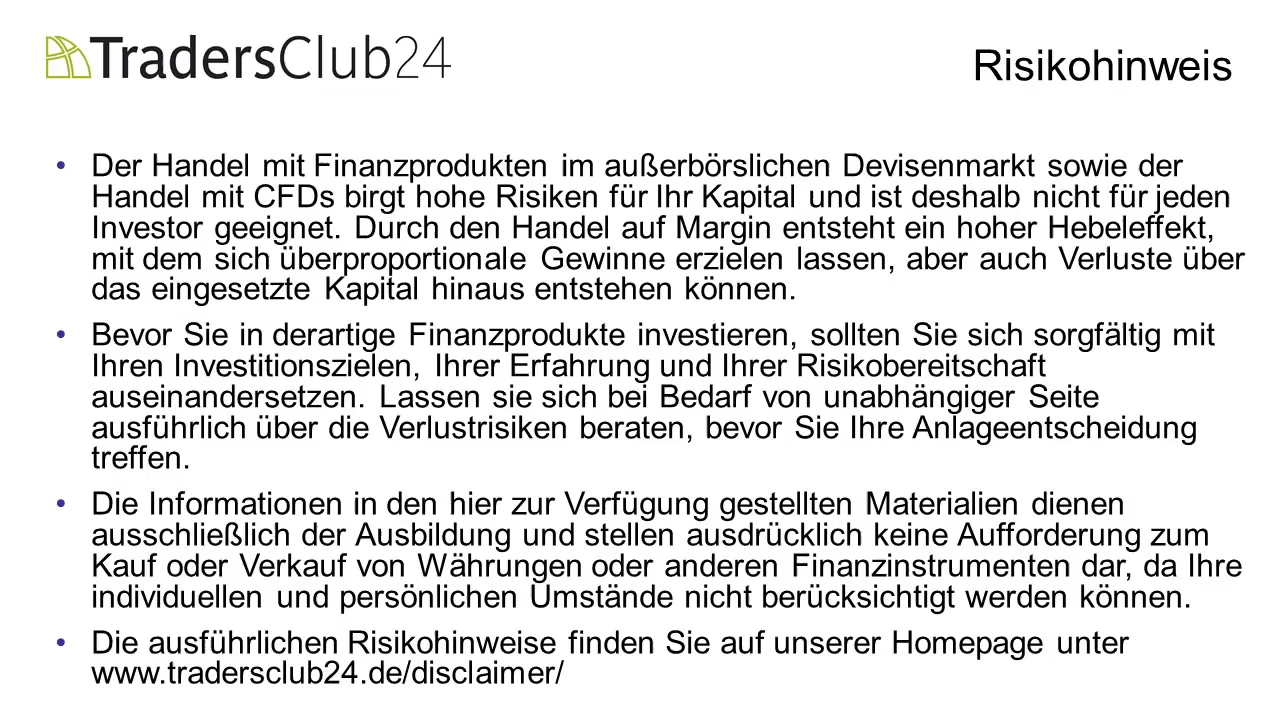 TradersClub24
Risikohinweis
• Der Handel mit Finanzprodukten im außerbörslichen Devisenmarkt sowie der
Handel mit CFDs birgt hohe Risiken für Ihr Kapital und ist deshalb nicht für jeden
Investor geeignet. Durch den Handel auf Margin entsteht ein hoher Hebeleffekt,
mit dem sich überproportionale Gewinne erzielen lassen, aber auch Verluste über
das eingesetzte Kapital hinaus entstehen können.
• Bevor Sie in derartige Finanzprodukte investieren, sollten Sie sich sorgfältig mit
Ihren Investitionszielen, Ihrer Erfahrung und Ihrer Risikobereitschaft
auseinandersetzen. Lassen sie sich bei Bedarf von unabhängiger Seite
ausführlich über die Verlustrisiken beraten, bevor Sie Ihre Anlageentscheidung
treffen.
• Die Informationen in den hier zur Verfügung gestellten Materialien dienen
ausschließlich der Ausbildung und stellen ausdrücklich keine Aufforderung zum
Kauf oder Verkauf von Währungen oder anderen Finanzinstrumenten dar, da Ihre
individuellen und persönlichen Umstände nicht berücksichtigt werden können.
• Die ausführlichen Risikohinweise finden Sie auf unserer Homepage unter
www.tradersclub24.de/disclaimer/